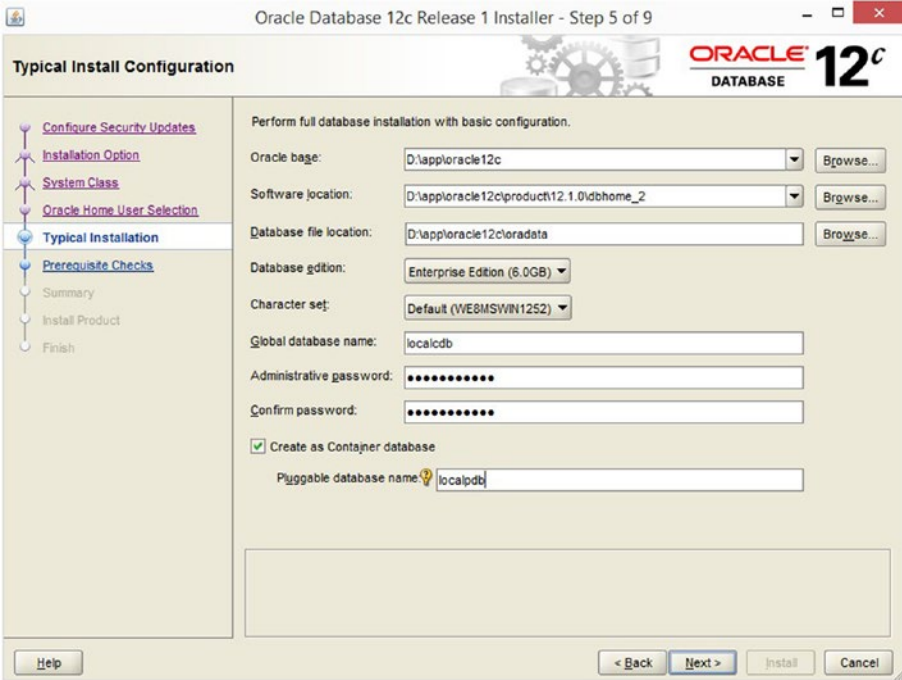 Oracle Database 12c Release 1 Installer - Step 5 of 9
Typical Install Configuration
ORACLE DATABASE 12c
Configure Security Updates
Installation Option
System Class
Oracle Home User Selection
Typical Installation
Prerequisite Checks
Summary
Install Product
Finish
Perform full database installation with basic configuration.
Oracle base: D:\app\oracle12c Browse...
Software location: D:\app\oracle12c\product\12.1.0\dbhome_2 Browse...
Database file location: D:\app\oracle12c\oradata Browse...
Database edition: Enterprise Edition (6.0GB)
Character set: Default (WE8MSWIN1252)
Global database name: localcdb
Administrative password: •••••••••••
Confirm password: •••••••••••
Create as Container database
Pluggable database name: localpdb
Help < Back Next > Install Cancel